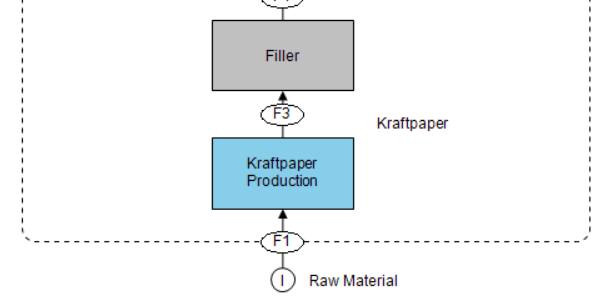 Filler
F3
Kraftpaper
Kraftpaper
Production
F1
I
Raw Material